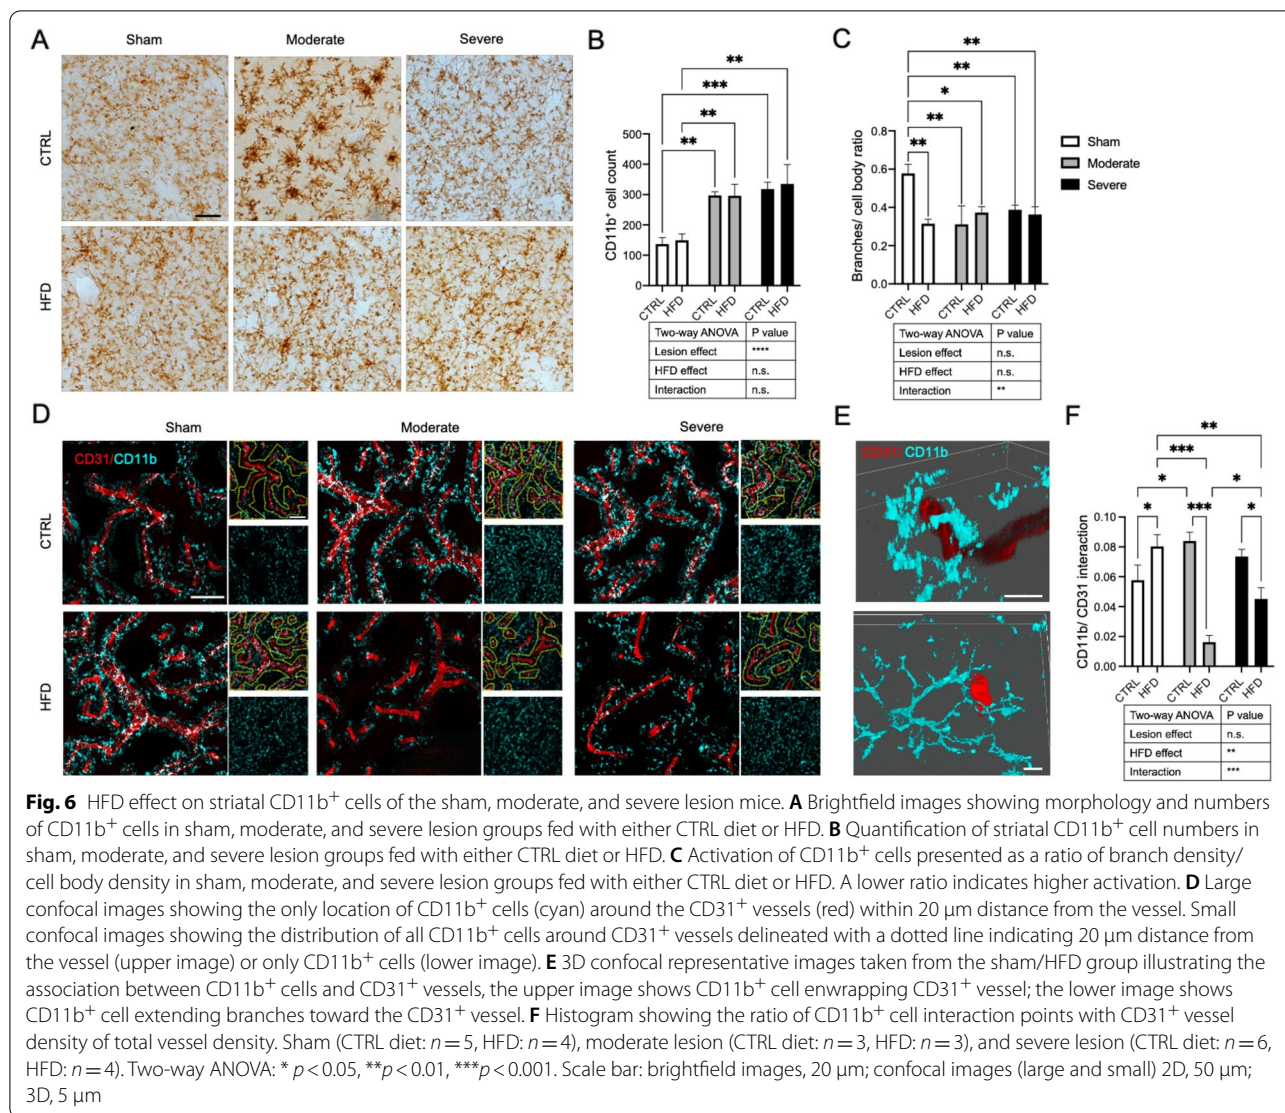 A
Sham
Moderate
Severe
CTRL
HFD
B
**
***
**
**
500
400
300
200
100
0
CD11b+ cell count
CTRL
HFD
CTRL
HFD
CTRL
HFD
Two-way ANOVA P value
Lesion effect ****
HFD effect n.s.
Interaction n.s.
C
**
**
*
**
**
0.8
0.6
0.4
0.2
0.0
Branches/ cell body ratio
CTRL
HFD
CTRL
HFD
CTRL
HFD
Sham
Moderate
Severe
Two-way ANOVA P value
Lesion effect n.s.
HFD effect n.s.
Interaction **
D
Sham
Moderate
Severe
CD31/CD11b
CTRL
HFD
E
CD31/ CD11b
F
**
***
*
*
*
***
*
0.10
0.08
0.06
0.04
0.02
0.00
CD11b/ CD31 interaction
CTRL
HFD
CTRL
HFD
CTRL
HFD
Two-way ANOVA P value
Lesion effect n.s.
HFD effect **
Interaction ***
Fig. 6 HFD effect on striatal CD11b+ cells of the sham, moderate, and severe lesion mice. A Brightfield images showing morphology and numbers
of CD11b+ cells in sham, moderate, and severe lesion groups fed with either CTRL diet or HFD. B Quantification of striatal CD11b+ cell numbers in
sham, moderate, and severe lesion groups fed with either CTRL diet or HFD. C Activation of CD11b+ cells presented as a ratio of branch density/
cell body density in sham, moderate, and severe lesion groups fed with either CTRL diet or HFD. A lower ratio indicates higher activation. D Large
confocal images showing the only location of CD11b+ cells (cyan) around the CD31+ vessels (red) within 20 µm distance from the vessel. Small
confocal images showing the distribution of all CD11b+ cells around CD31+ vessels delineated with a dotted line indicating 20 µm distance from
the vessel (upper image) or only CD11b+ cells (lower image). E 3D confocal representative images taken from the sham/HFD group illustrating the
association between CD11b+ cells and CD31+ vessels, the upper image shows CD11b+ cell enwrapping CD31+ vessel; the lower image shows
CD11b+ cell extending branches toward the CD31+ vessel. F Histogram showing the ratio of CD11b+ cell interaction points with CD31+ vessel
density of total vessel density. Sham (CTRL diet: n = 5, HFD: n = 4), moderate lesion (CTRL diet: n = 3, HFD: n = 3), and severe lesion (CTRL diet: n = 6,
HFD: n = 4). Two-way ANOVA: * p < 0.05, **p < 0.01, ***p < 0.001. Scale bar: brightfield images, 20 µm; confocal images (large and small) 2D, 50 µm;
3D, 5 µm